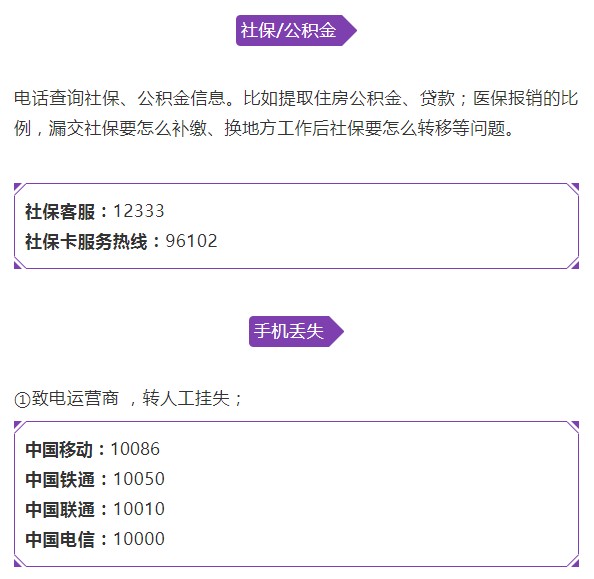 社保/公积金
电话查询社保、公积金信息。比如提取住房公积金、贷款；医保报销的比
例，漏交社保要怎么补缴、换地方工作后社保要怎么转移等问题。
社保客服：12333
社保卡服务热线：96102
手机丢失
①致电运营商 ，转人工挂失；
中国移动：10086
中国铁通：10050
中国联通：10010
中国电信：10000